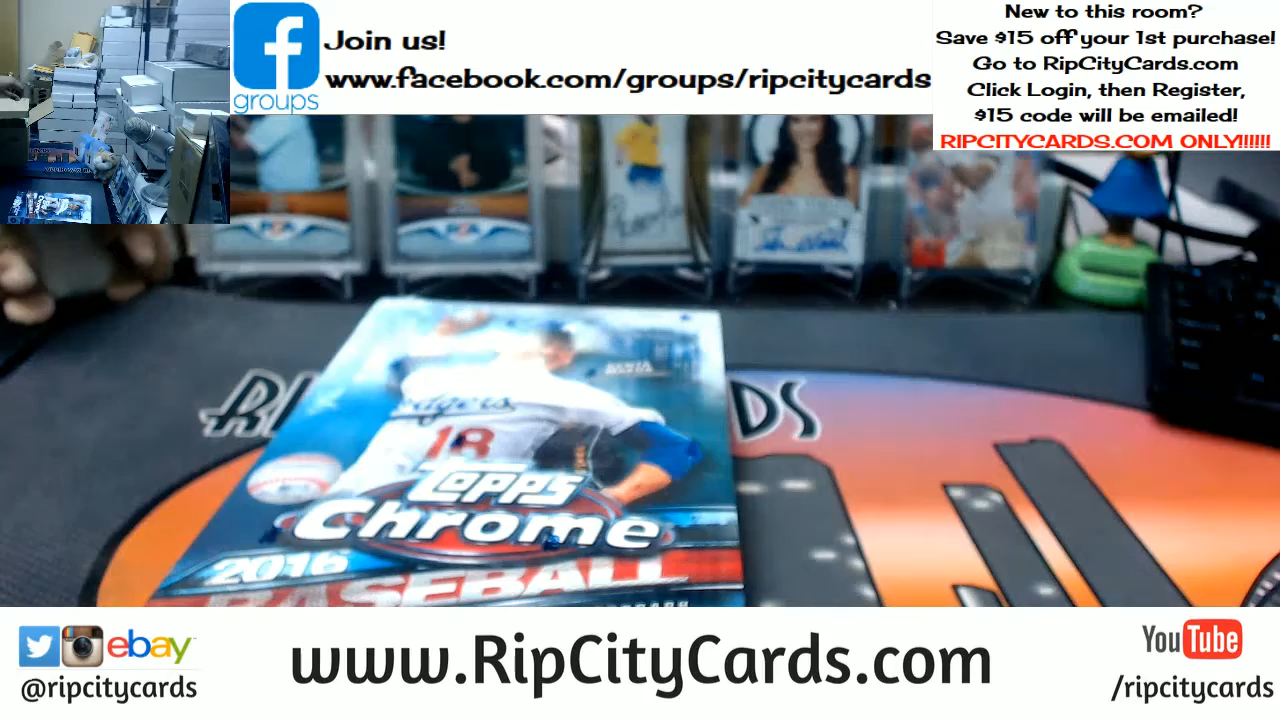 Join us!
www.facebook.com/groups/ripcitycards
groups
New to this room?
Save $15 off your 1st purchase!
Go to RipCityCards.com
Click Login, then Register,
$15 code will be emailed!
RIPCITYCARDS.COM ONLY!!!!!!
DS
18
Topps
Chrome
2016
BASEBALL
ebay
@ripcitycards
www.RipCityCards.com
YouTube
/ripcitycards